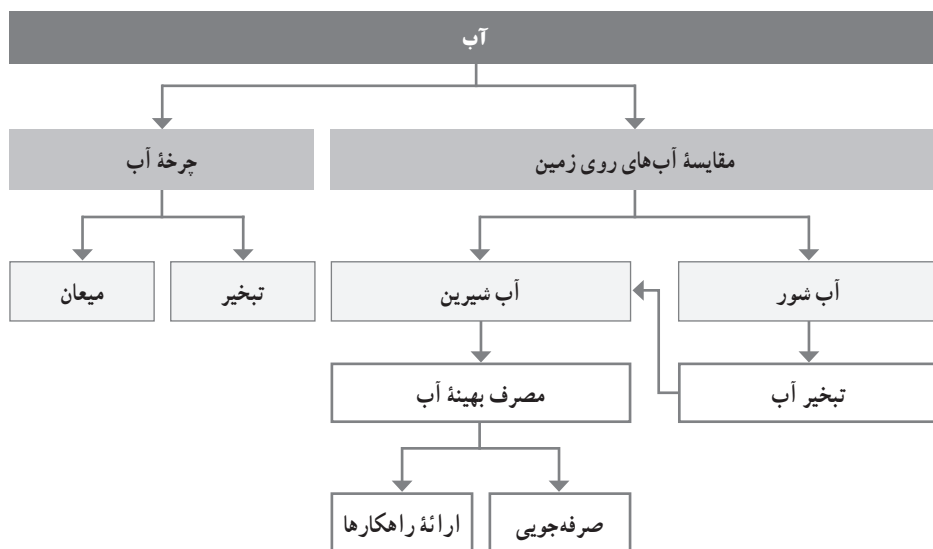 آب
مقایسهٔ آب‌های روی زمین
چرخهٔ آب
آب شور
آب شیرین
تبخیر
میعان
تبخیر آب
مصرف بهینهٔ آب
صرفه‌جویی
ارائهٔ راهکارها